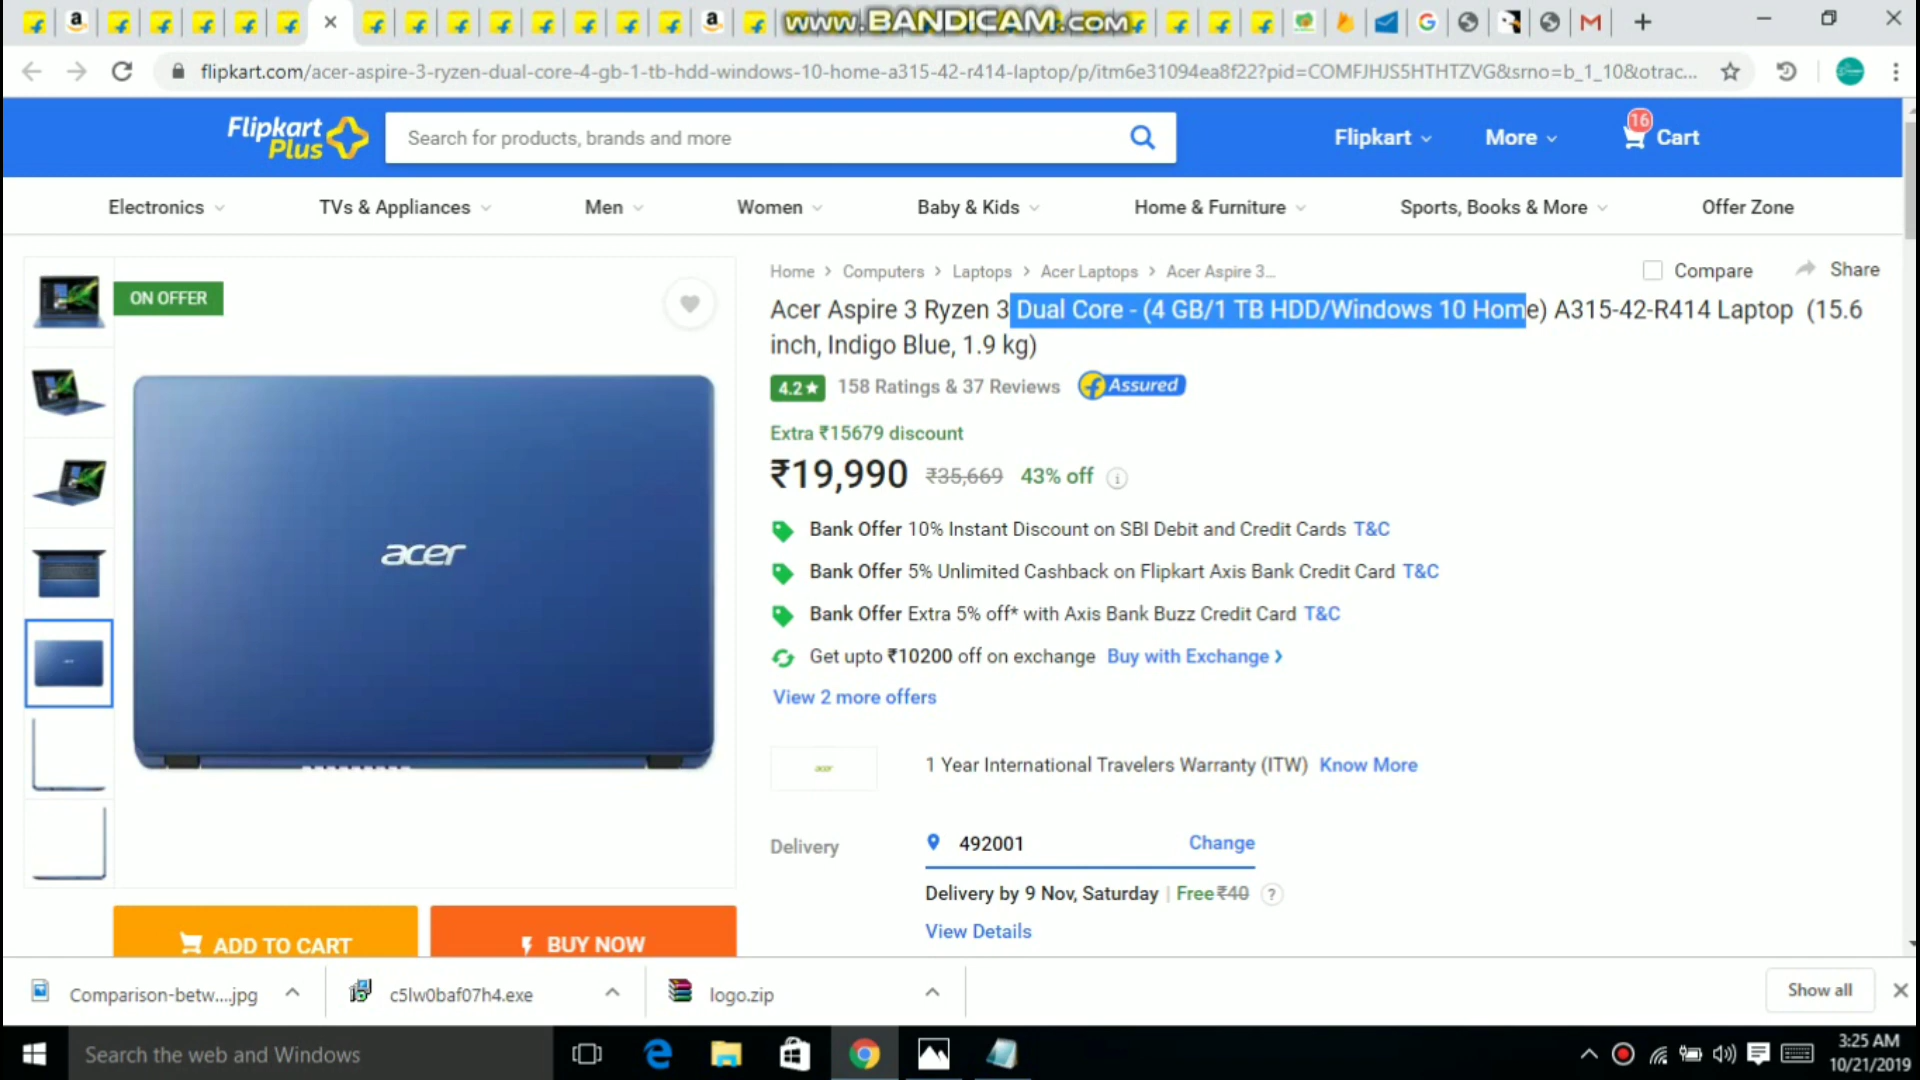 www.BANDICAM.com
flipkart.com/acer-aspire-3-ryzen-dual-core-4-gb-1-tb-hdd-windows-10-home-a315-42-r414-laptop/p/itm6e31094ea8f22?pid=COMFJHJS5HTHTZVG&srno=b_1_10&otrac...
Flipkart Plus
Search for products, brands and more
Flipkart
More
16
Cart
Electronics
TVs & Appliances
Men
Women
Baby & Kids
Home & Furniture
Sports, Books & More
Offer Zone
ON OFFER
acer
Home > Computers > Laptops > Acer Laptops > Acer Aspire 3...
Compare
Share
Acer Aspire 3 Ryzen 3 Dual Core - (4 GB/1 TB HDD/Windows 10 Home) A315-42-R414 Laptop (15.6
inch, Indigo Blue, 1.9 kg)
4.2★ 158 Ratings & 37 Reviews Assured
Extra ₹15679 discount
₹19,990 ₹35,669 43% off
Bank Offer 10% Instant Discount on SBI Debit and Credit Cards T&C
Bank Offer 5% Unlimited Cashback on Flipkart Axis Bank Credit Card T&C
Bank Offer Extra 5% off* with Axis Bank Buzz Credit Card T&C
Get upto ₹10200 off on exchange Buy with Exchange >
View 2 more offers
acer
1 Year International Travelers Warranty (ITW) Know More
Delivery
492001
Change
Delivery by 9 Nov, Saturday | Free ₹40 ?
View Details
ADD TO CART
BUY NOW
Comparison-betw....jpg
c5lw0baf07h4.exe
logo.zip
Show all
Search the web and Windows
3:25 AM
10/21/2019